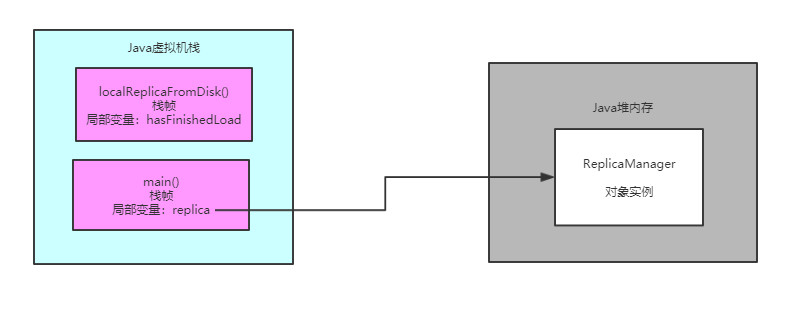 Java虚拟机栈
localReplicaFromDisk()
栈帧
局部变量：hasFinishedLoad
main()
栈帧
局部变量：replica
Java堆内存
ReplicaManager
对象实例